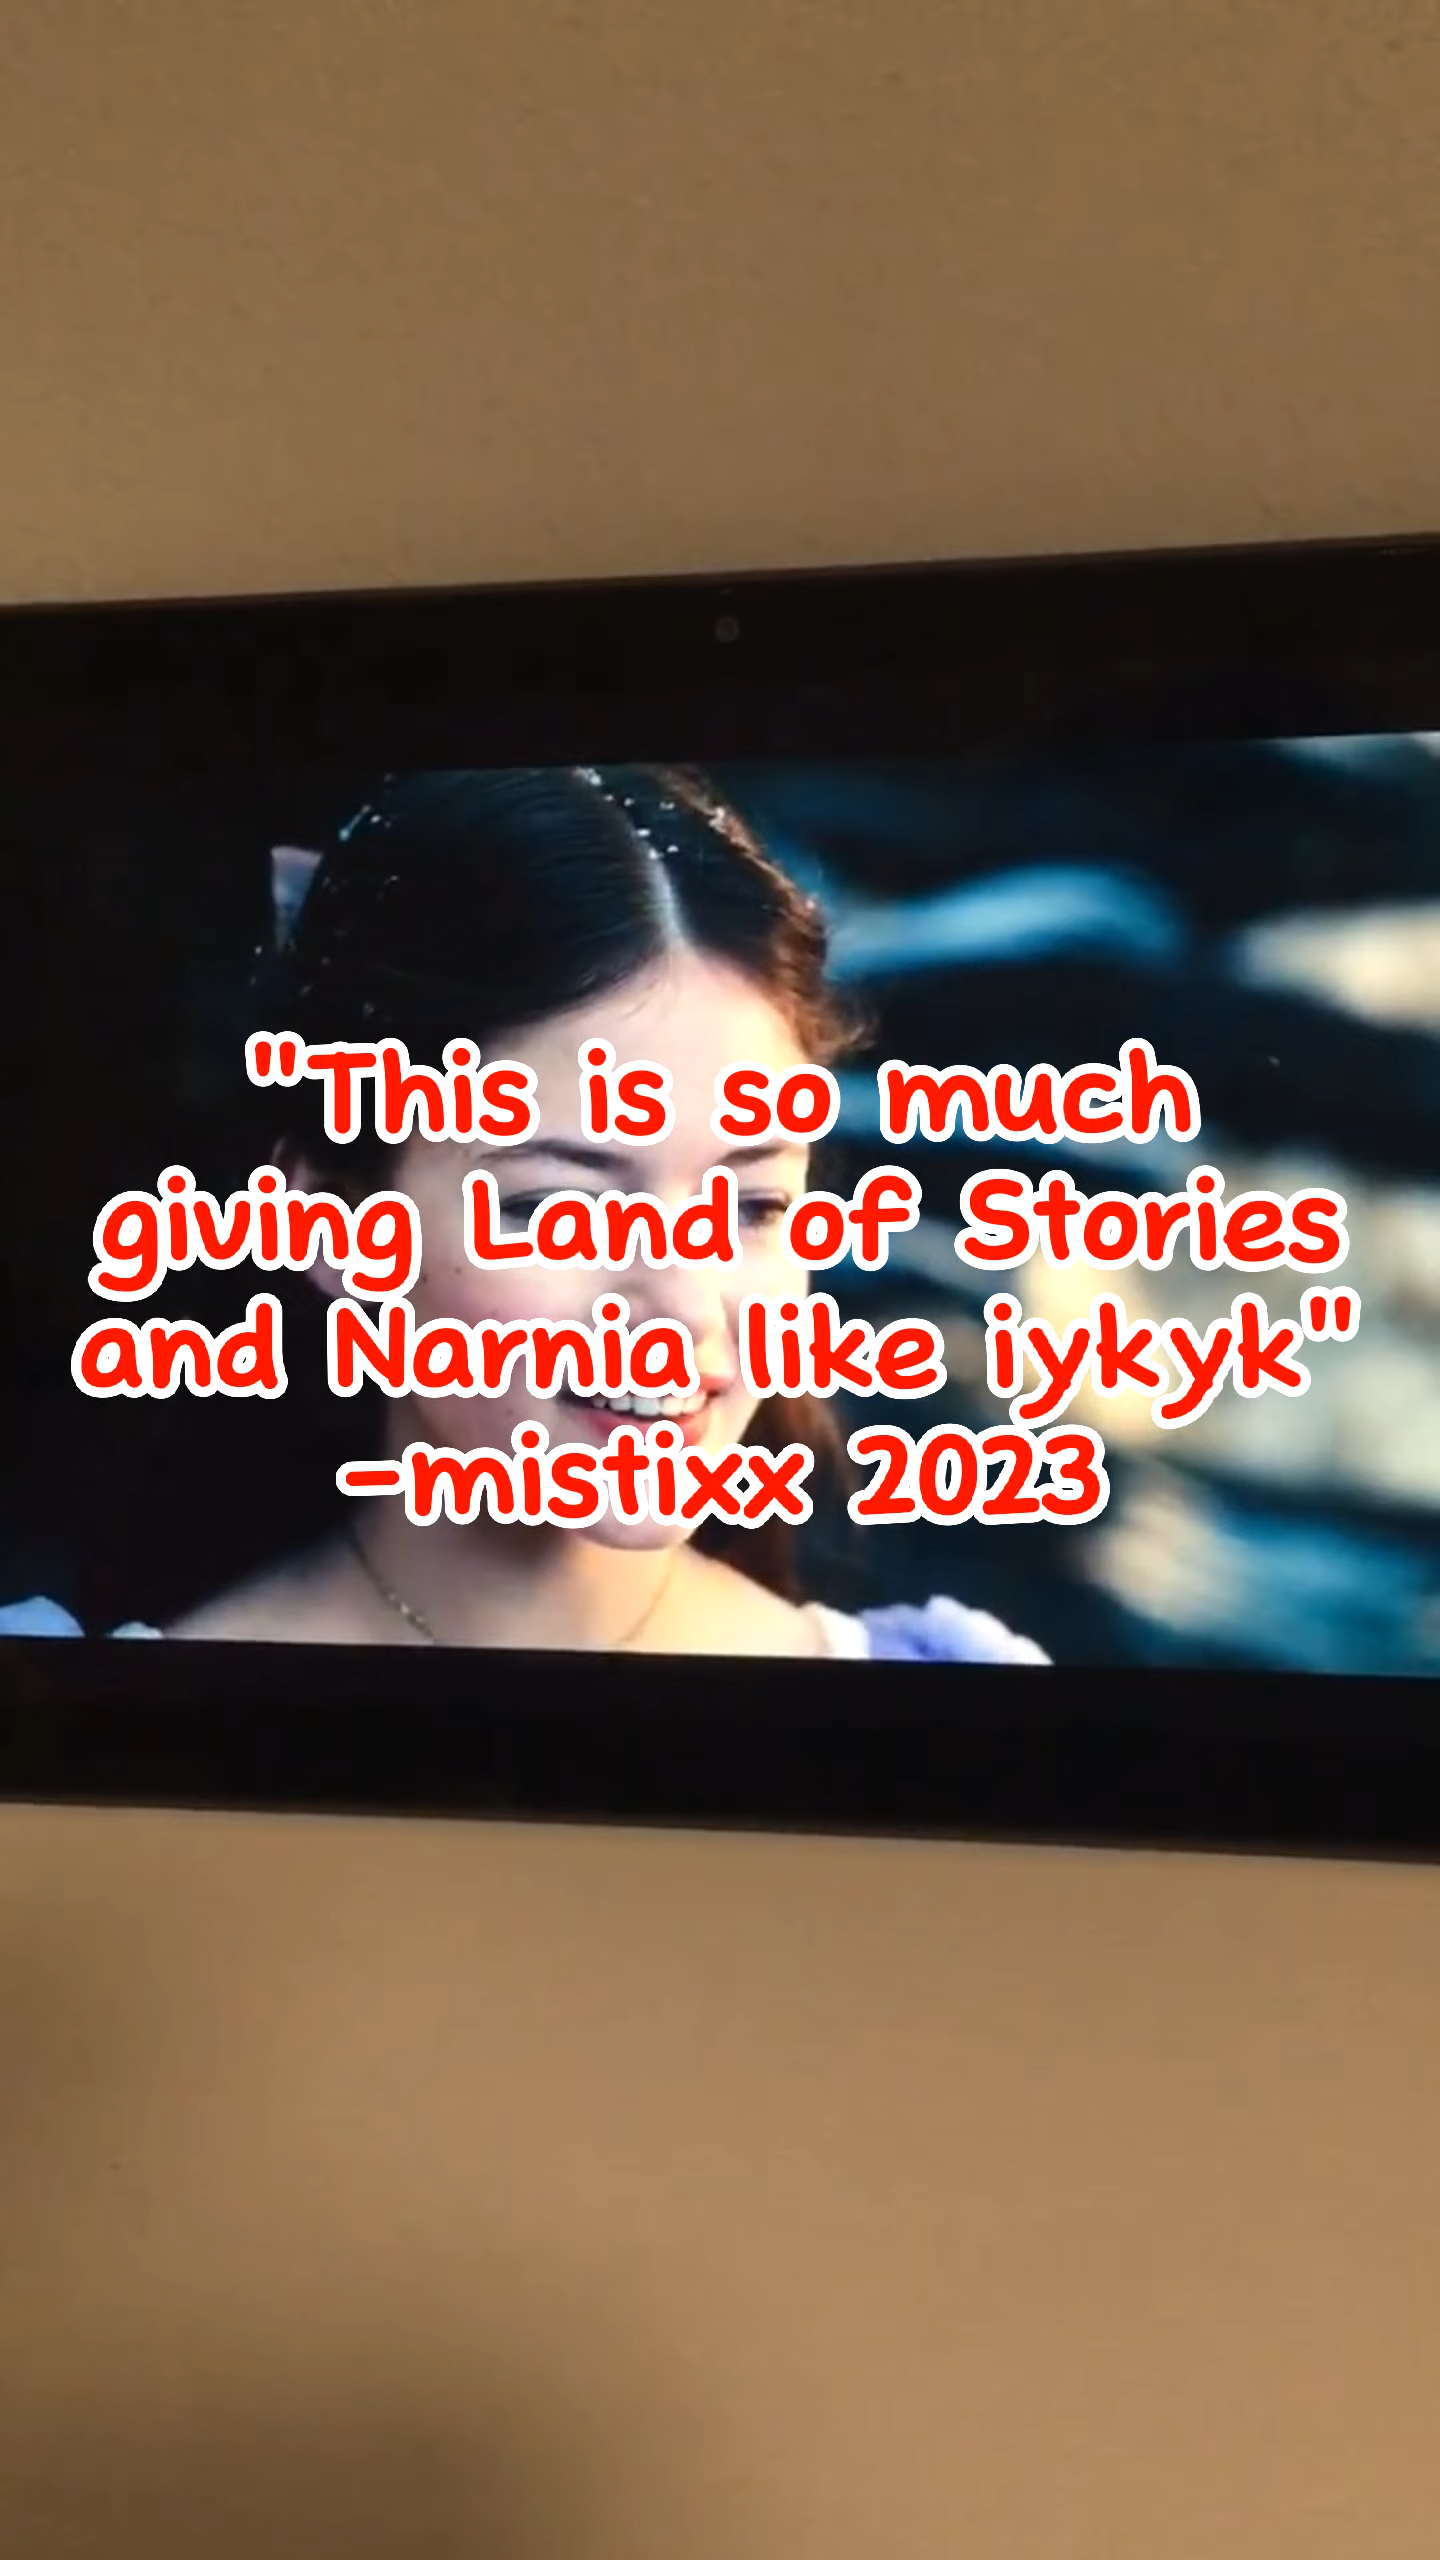 "This is so much
giving Land of Stories
and Narnia like iykyk"
-mistixx 2023